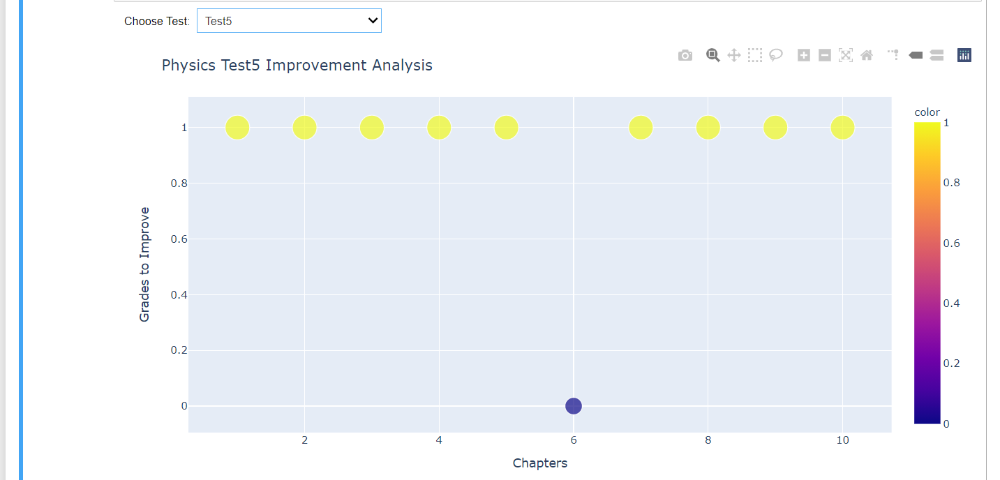 Choose Test: Test5
Physics Test5 Improvement Analysis
color
1
0.8
0.6
0.4
0.2
0
Grades to Improve
2 4 6 8 10
Chapters
1
0.8
0.6
0.4
0.2
0